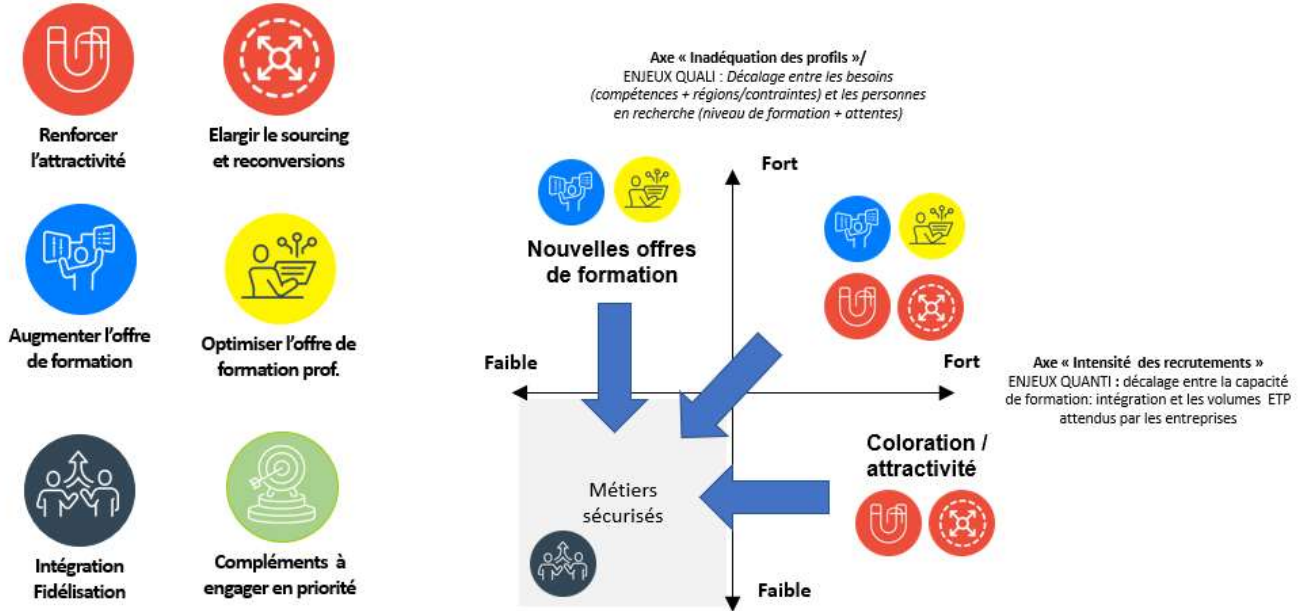 Renforcer
l'attractivité
Elargir le sourcing
et reconversions
Augmenter l'offre
de formation
Optimiser l'offre de
formation prof.
Intégration
Fidélisation
Compléments à
engager en priorité
Axe « Inadéquation des profils »/
ENJEUX QUALI : Décalage entre les besoins
(compétences + régions/contraintes) et les personnes
en recherche (niveau de formation + attentes)
Fort
Nouvelles offres
de formation
Faible
Fort
Axe « Intensité des recrutements »
ENJEUX QUANTI : décalage entre la capacité
de formation: intégration et les volumes ETP
attendus par les entreprises
Coloration /
attractivité
Métiers
sécurisés
Faible